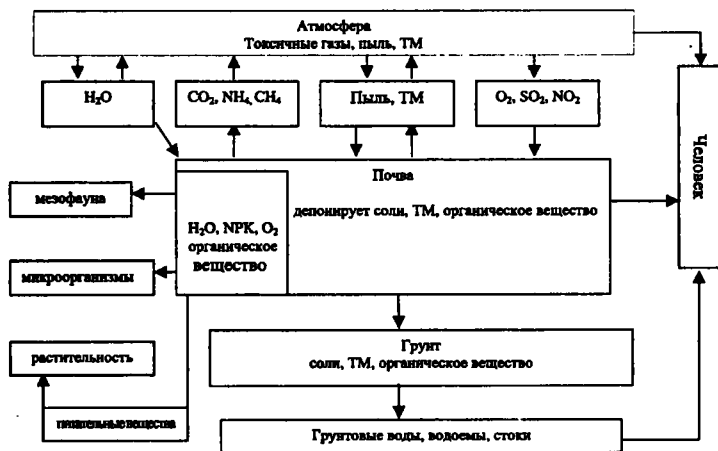 Атмосфера
Токсичные газы, пыль, ТМ
H₂O
CO₂, NH₄, CH₄
Пыль, ТМ
O₂, SO₂, NO₂
Человек
Почва
депонирует соли, ТМ, органическое вещество
H₂O, NPK, O₂
органическое
вещество
мезофауна
микроорганизмы
растительность
питательные вещества
Грунт
соли, ТМ, органическое вещество
Грунтовые воды, водоемы, стоки